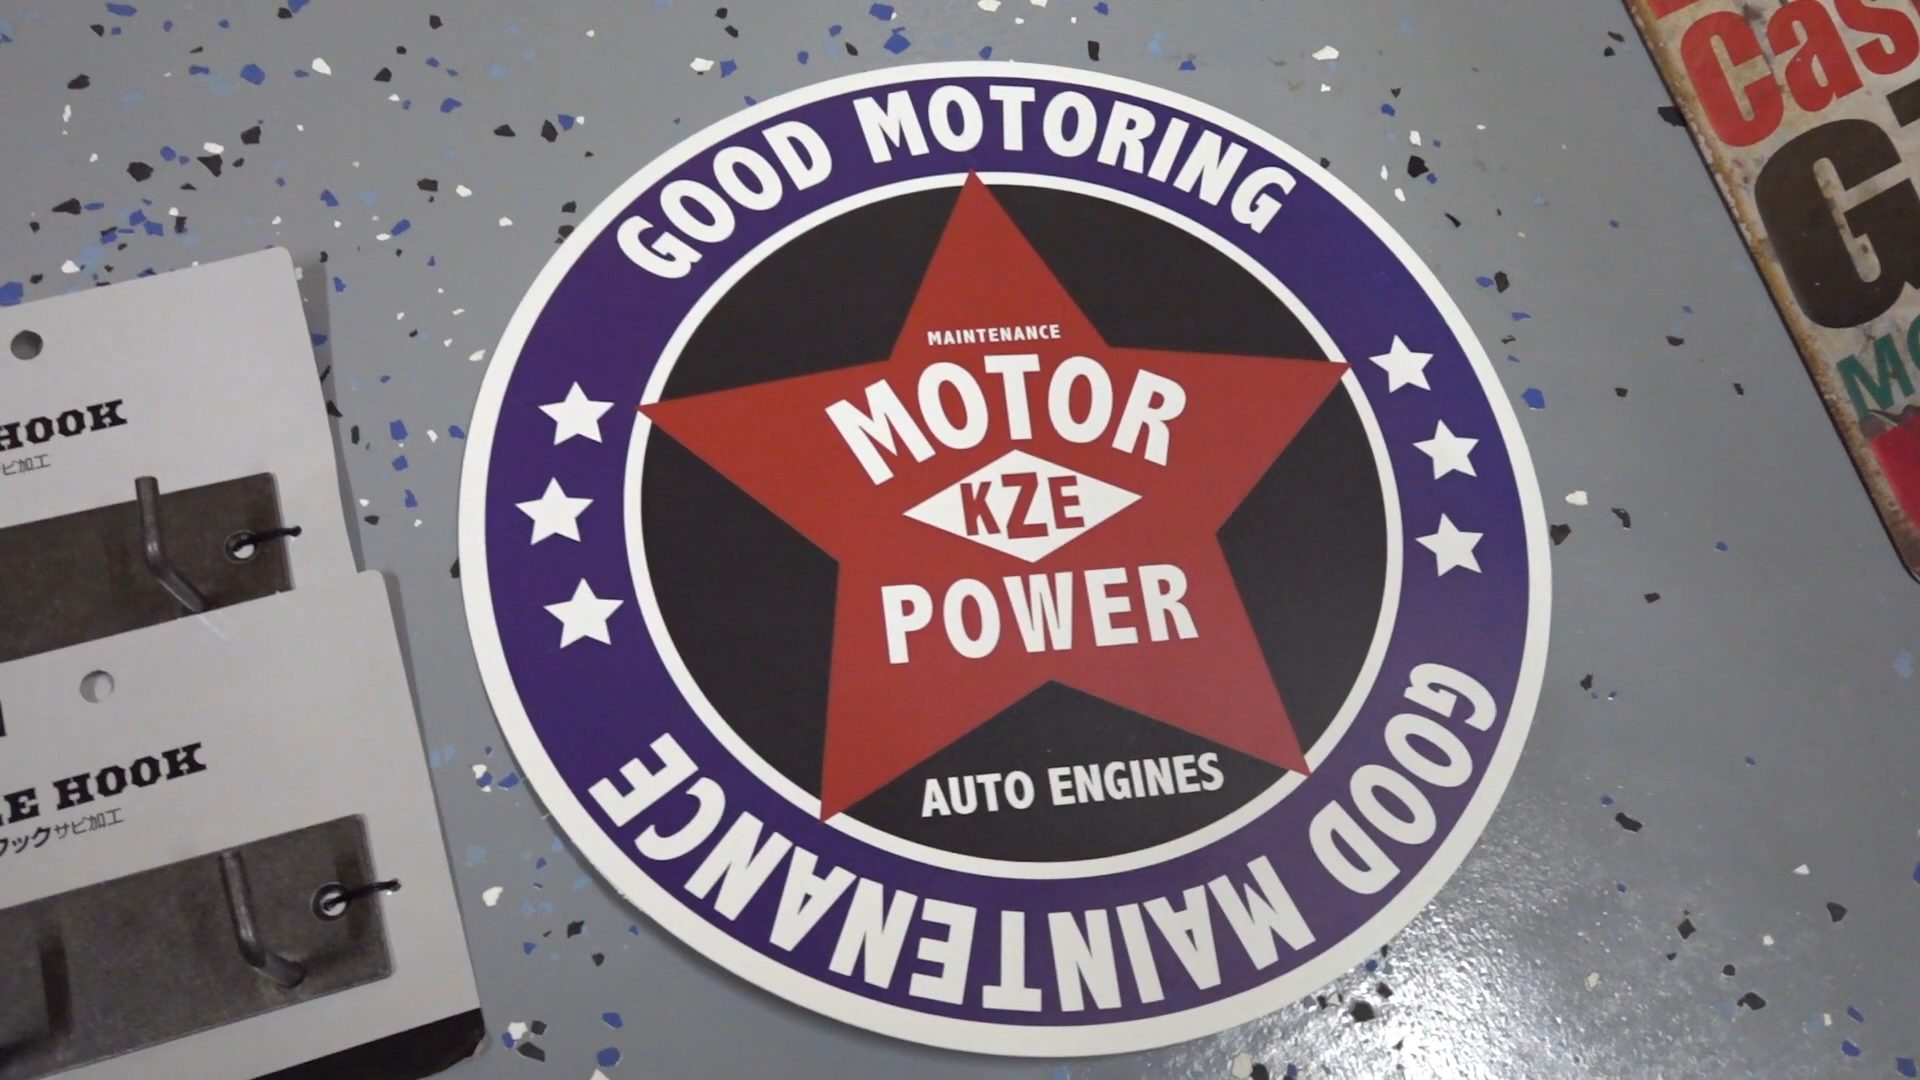 GOOD MOTORING
MAINTENANCE
MOTOR
KZE
POWER
AUTO ENGINES
GOOD MAINTENANCE
HOOK
ビ加工
E HOOK
フックサビ加工
Cas